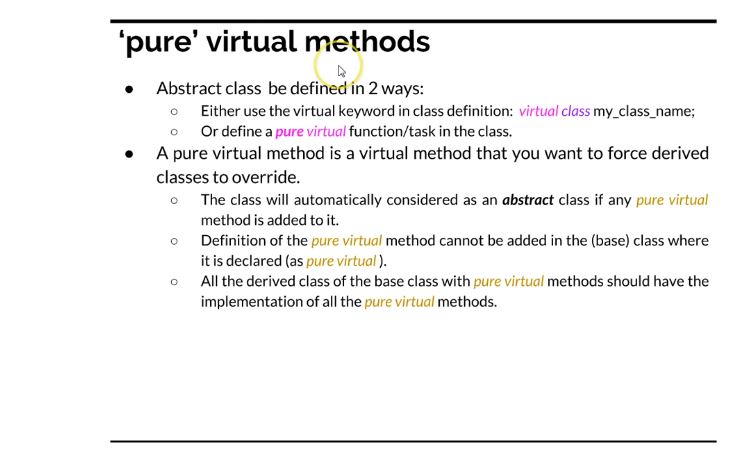 ‘pure’ virtual methods
● Abstract class be defined in 2 ways:
○ Either use the virtual keyword in class definition: virtual class my_class_name;
○ Or define a pure virtual function/task in the class.
● A pure virtual method is a virtual method that you want to force derived
classes to override.
○ The class will automatically considered as an abstract class if any pure virtual
method is added to it.
○ Definition of the pure virtual method cannot be added in the (base) class where
it is declared (as pure virtual ).
○ All the derived class of the base class with pure virtual methods should have the
implementation of all the pure virtual methods.